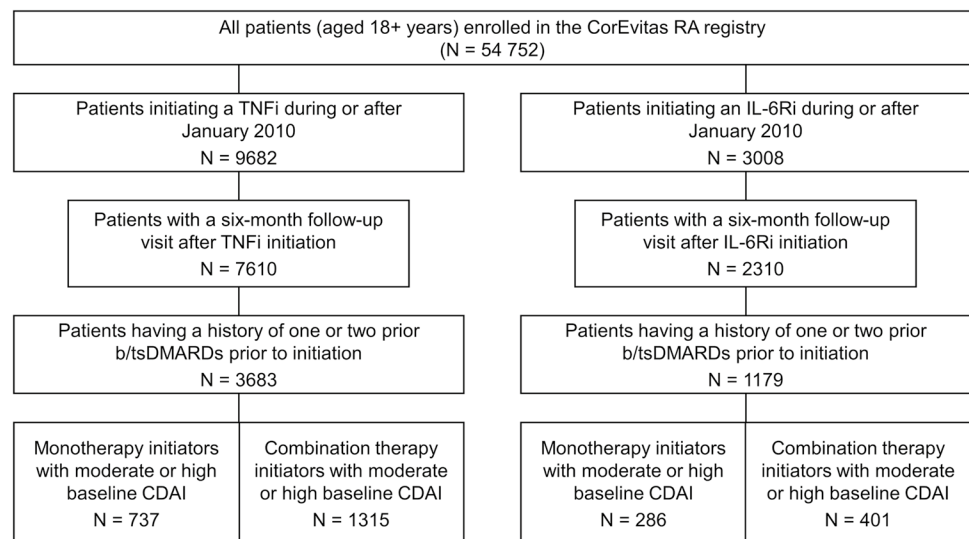 All patients (aged 18+ years) enrolled in the CorEvitas RA registry
(N = 54 752)
Patients initiating a TNFi during or after
January 2010
N = 9682
Patients initiating an IL-6Ri during or after
January 2010
N = 3008
Patients with a six-month follow-up
visit after TNFi initiation
N = 7610
Patients with a six-month follow-up
visit after IL-6Ri initiation
N = 2310
Patients having a history of one or two prior
b/tsDMARDs prior to initiation
N = 3683
Patients having a history of one or two prior
b/tsDMARDs prior to initiation
N = 1179
Monotherapy initiators
with moderate or high
baseline CDAI
N = 737
Combination therapy
initiators with moderate
or high baseline CDAI
N = 1315
Monotherapy initiators
with moderate or high
baseline CDAI
N = 286
Combination therapy
initiators with moderate
or high baseline CDAI
N = 401